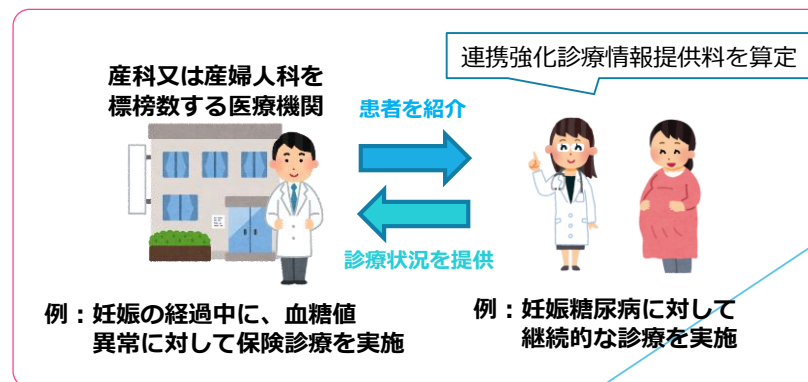 連携強化診療情報提供料を算定
産科又は産婦人科を
標榜数する医療機関
患者を紹介
診療状況を提供
例：妊娠の経過中に、血糖値
異常に対して保険診療を実施
例：妊娠糖尿病に対して
継続的な診療を実施